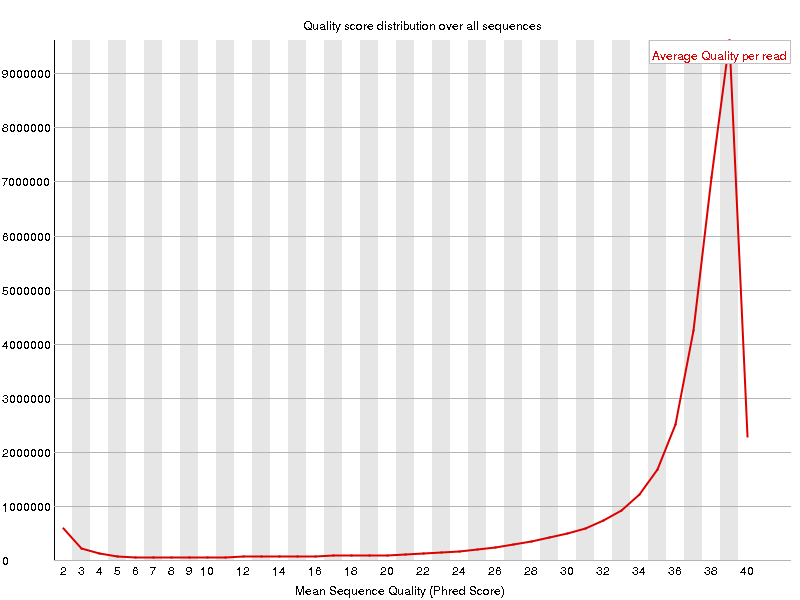 Quality score distribution over all sequences
Average Quality per read
9000000
8000000
7000000
6000000
5000000
4000000
3000000
2000000
1000000
0
2 3 4 5 6 7 8 9 10 12 14 16 18 20 22 24 26 28 30 32 34 36 38 40
Mean Sequence Quality (Phred Score)